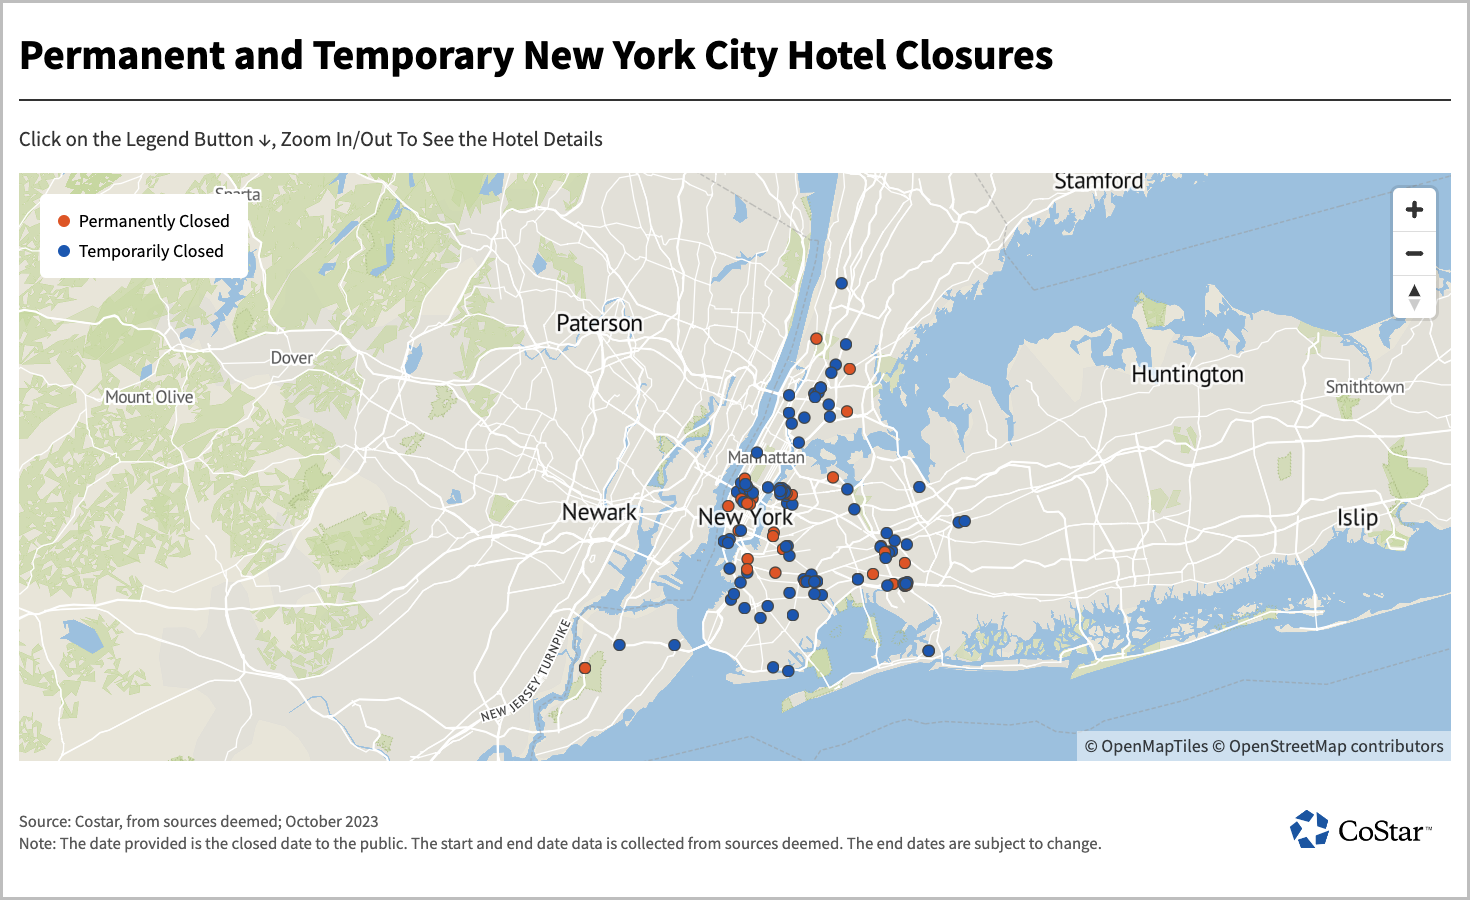 Permanent and Temporary New York City Hotel Closures
Click on the Legend Button ↓, Zoom In/Out To See the Hotel Details
Stamford
Sparta
Permanently Closed
Temporarily Closed
Paterson
Dover
Huntington
Smithtown
Mount Olive
Manhattan
Newark
New York
Islip
NEW JERSEY TURNPIKE
© OpenMapTiles © OpenStreetMap contributors
Source: Costar, from sources deemed; October 2023
Note: The date provided is the closed date to the public. The start and end date data is collected from sources deemed. The end dates are subject to change.
CoStar™